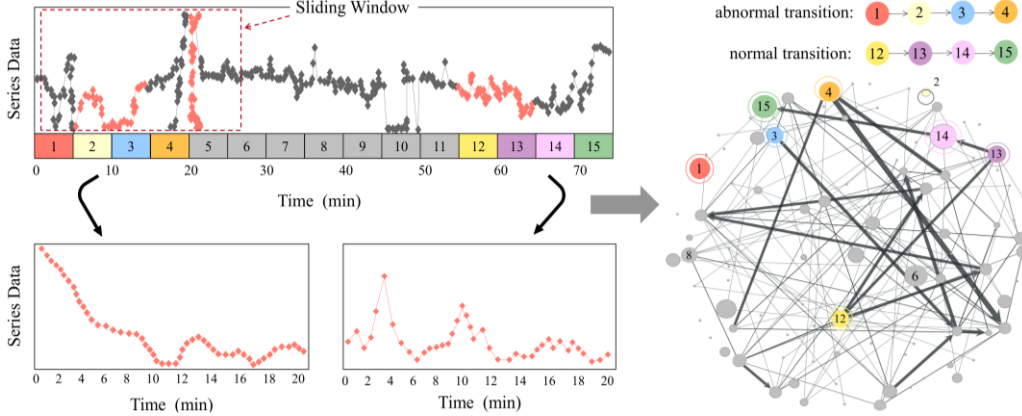 Sliding Window
Series Data
1 2 3 4 5 6 7 8 9 10 11 12 13 14 15
0 10 20 30 40 50 60 70
Time (min)
Series Data
0 2 4 6 8 10 12 14 16 18 20
Time (min)
0 2 4 6 8 10 12 14 16 18 20
Time (min)
abnormal transition: 1 2 3 4
normal transition: 12 13 14 15
2
4
15
3
14
13
1
8
6
12